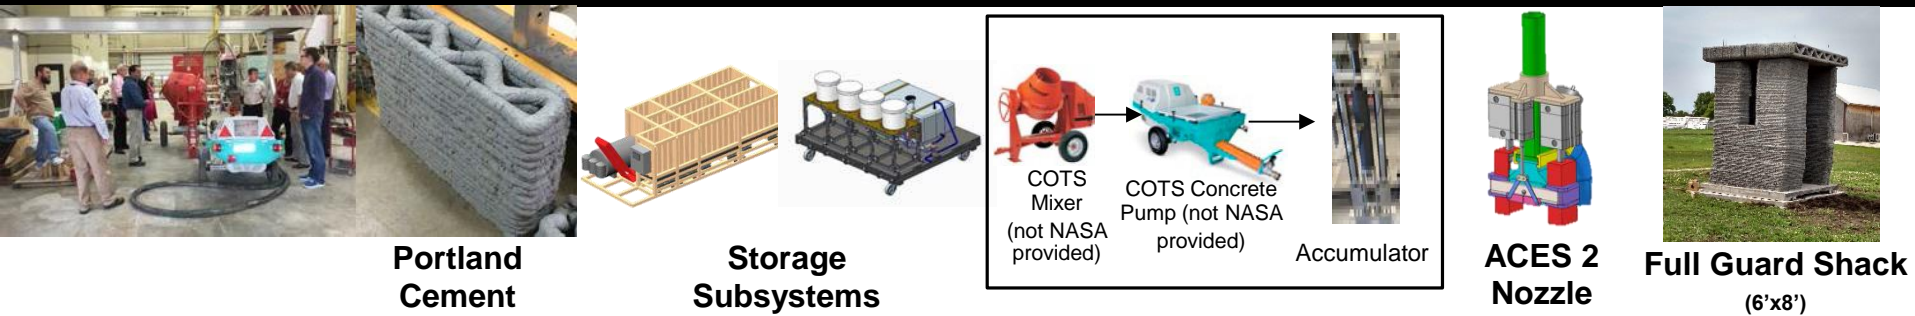 Portland
Cement
Storage
Subsystems
COTS
Mixer
(not NASA
provided)
COTS Concrete
Pump (not NASA
provided)
Accumulator
ACES 2
Nozzle
Full Guard Shack
(6’x8’)